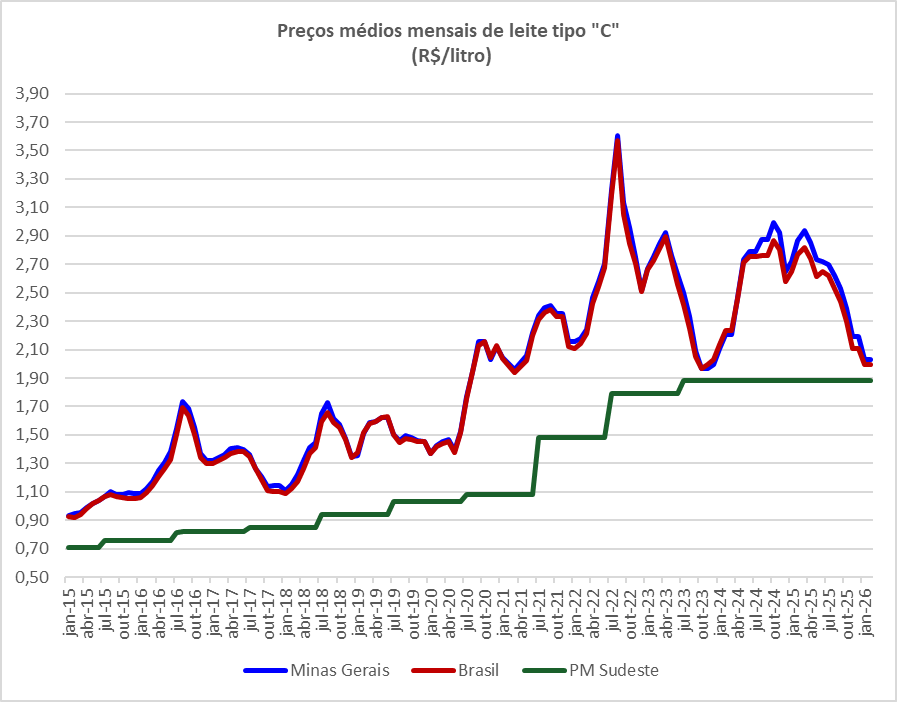 Preços médios mensais de leite tipo "C"
(R$/litro)
3,90
3,70
3,50
3,30
3,10
2,90
2,70
2,50
2,30
2,10
1,90
1,70
1,50
1,30
1,10
0,90
0,70
0,50
jan-15
abr-15
jul-15
out-15
jan-16
abr-16
jul-16
out-16
jan-17
abr-17
jul-17
out-17
jan-18
abr-18
jul-18
out-18
jan-19
abr-19
jul-19
out-19
jan-20
abr-20
jul-20
out-20
jan-21
abr-21
jul-21
out-21
jan-22
abr-22
jul-22
out-22
jan-23
abr-23
jul-23
out-23
jan-24
abr-24
jul-24
out-24
jan-25
abr-25
jul-25
out-25
jan-26
Minas Gerais Brasil PM Sudeste